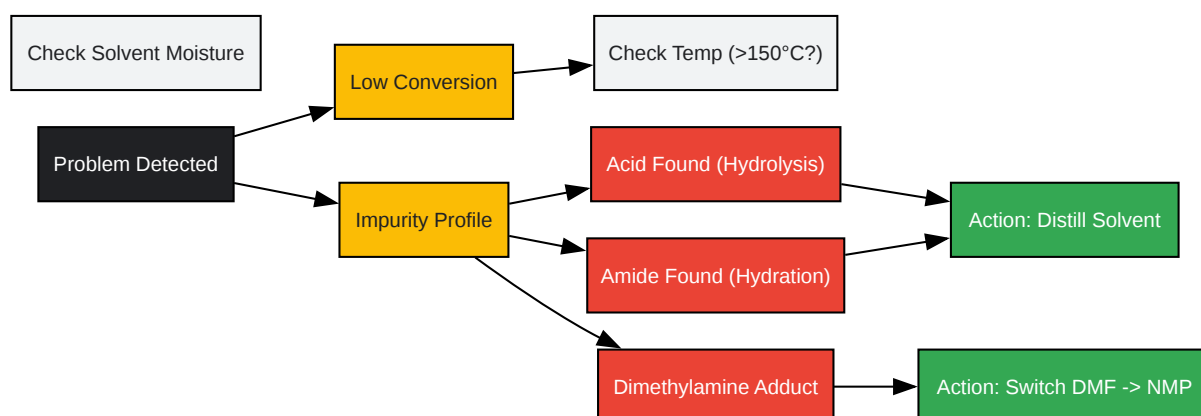 Check Solvent Moisture
Problem Detected
Low Conversion
Impurity Profile
Check Temp (>150°C?)
Acid Found (Hydrolysis)
Amide Found (Hydration)
Dimethylamine Adduct
Action: Distill Solvent
Action: Switch DMF -> NMP